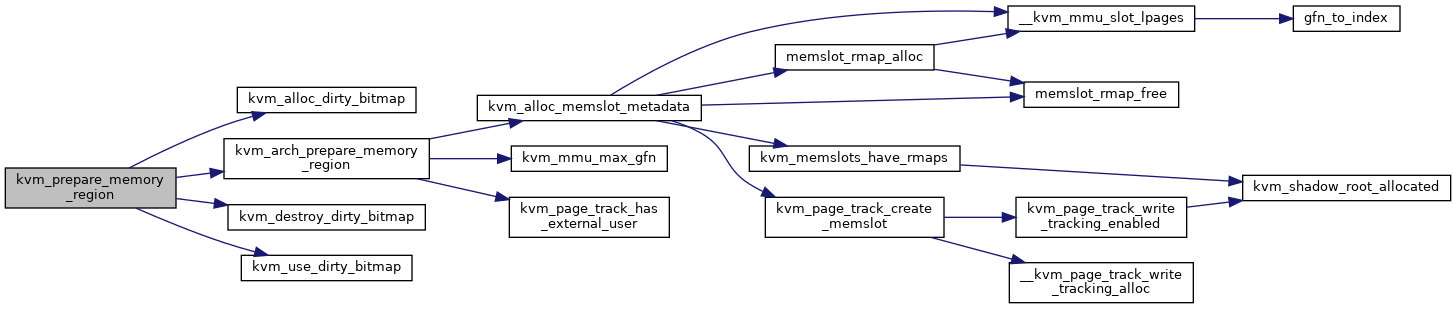 kvm_prepare_memory
_region
kvm_alloc_dirty_bitmap
kvm_arch_prepare_memory
_region
kvm_destroy_dirty_bitmap
kvm_use_dirty_bitmap
kvm_alloc_memslot_metadata
kvm_mmu_max_gfn
kvm_page_track_has
_external_user
memslot_rmap_alloc
kvm_memslots_have_rmaps
kvm_page_track_create
_memslot
__kvm_mmu_slot_lpages
memslot_rmap_free
kvm_page_track_write
_tracking_enabled
__kvm_page_track_write
_tracking_alloc
gfn_to_index
kvm_shadow_root_allocated